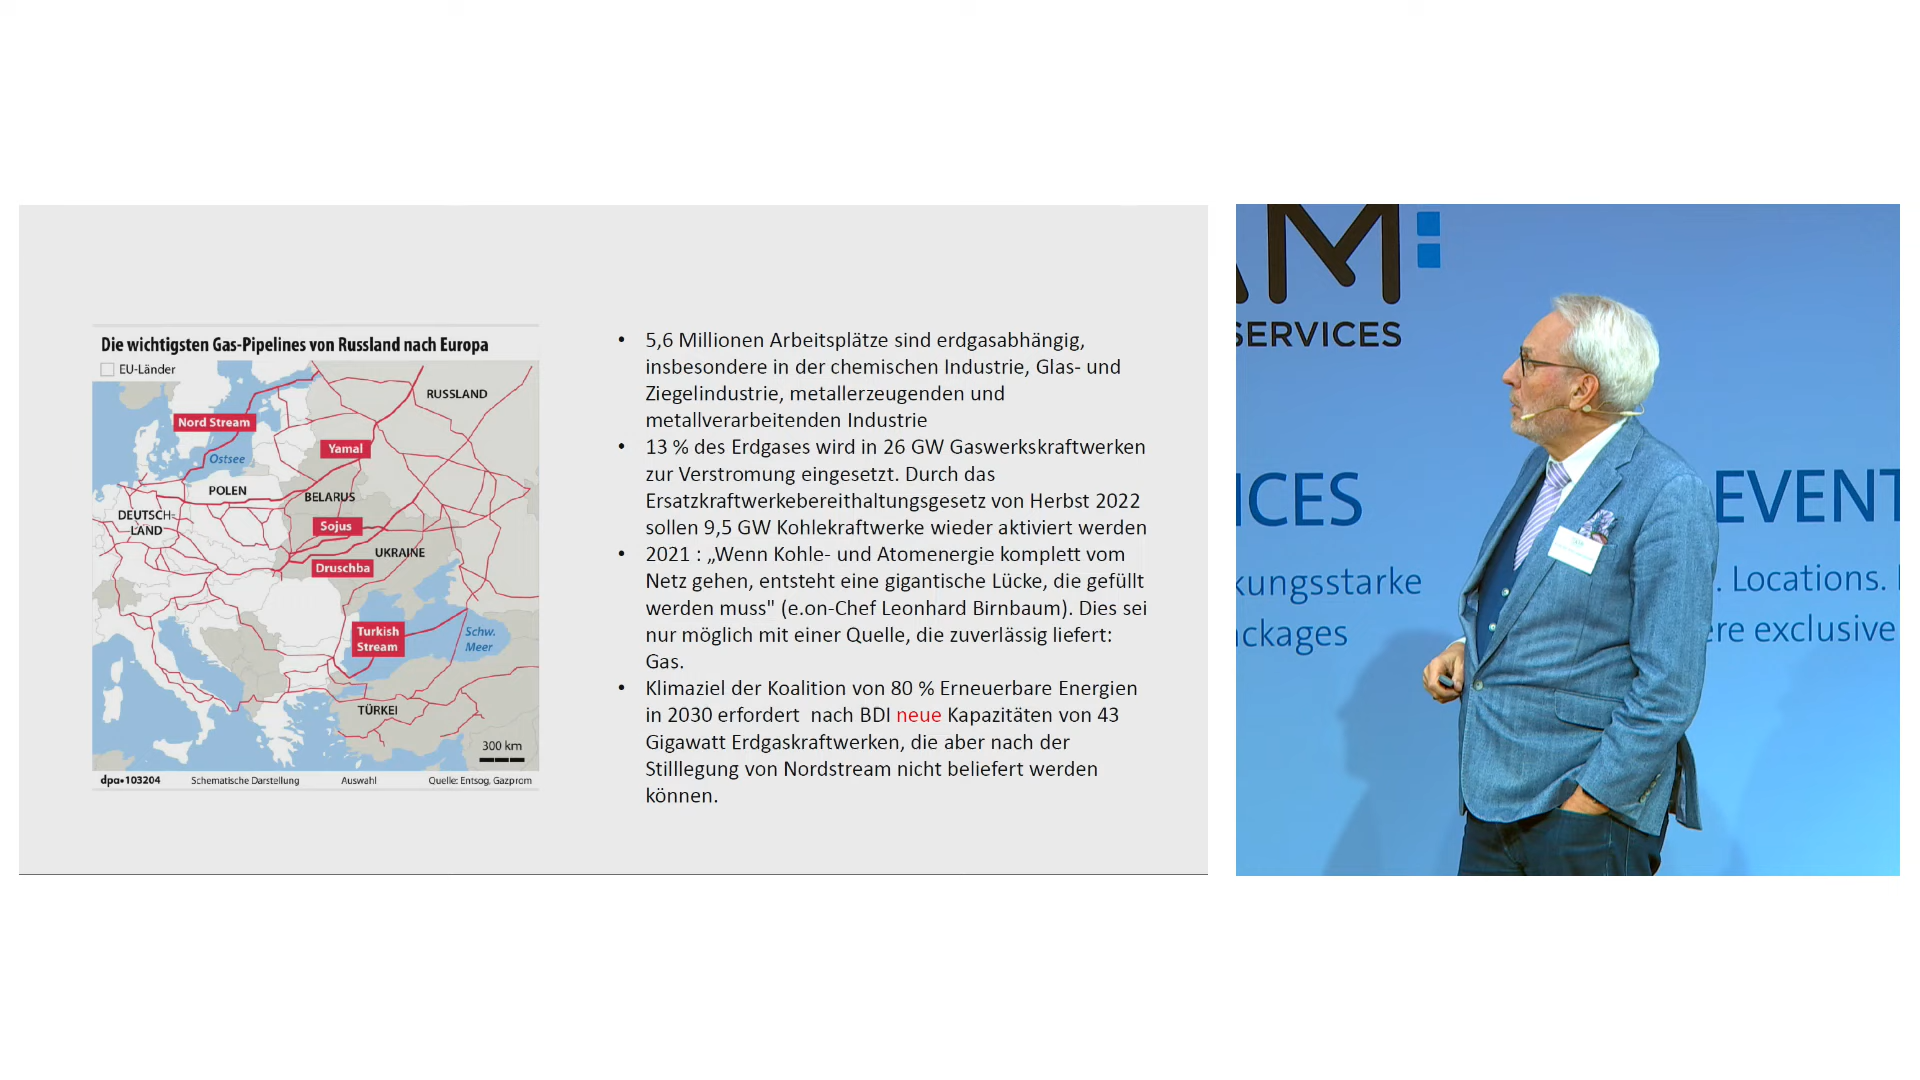 Die wichtigsten Gas-Pipelines von Russland nach Europa
EU-Länder
RUSSLAND
Nord Stream
Yamal
Ostsee
POLEN
BELARUS
DEUTSCH-
LAND
Sojus
UKRAINE
Druschba
Turkish
Stream
Schw.
Meer
TÜRKEI
300 km
dpa•103204 Schematische Darstellung Auswahl Quelle: Entsog, Gazprom
• 5,6 Millionen Arbeitsplätze sind erdgasabhängig,
insbesondere in der chemischen Industrie, Glas- und
Ziegelindustrie, metallerzeugenden und
metallverarbeitenden Industrie
• 13 % des Erdgases wird in 26 GW Gaswerkskraftwerken
zur Verstromung eingesetzt. Durch das
Ersatzkraftwerkebereithaltungsgesetz von Herbst 2022
sollen 9,5 GW Kohlekraftwerke wieder aktiviert werden
• 2021 : „Wenn Kohle- und Atomenergie komplett vom
Netz gehen, entsteht eine gigantische Lücke, die gefüllt
werden muss" (e.on-Chef Leonhard Birnbaum). Dies sei
nur möglich mit einer Quelle, die zuverlässig liefert:
Gas.
• Klimaziel der Koalition von 80 % Erneuerbare Energien
in 2030 erfordert nach BDI neue Kapazitäten von 43
Gigawatt Erdgaskraftwerken, die aber nach der
Stilllegung von Nordstream nicht beliefert werden
können.
AM:
SERVICES
ICES
EVENT
kungsstarke
. Locations.
ackages
ere exclusive